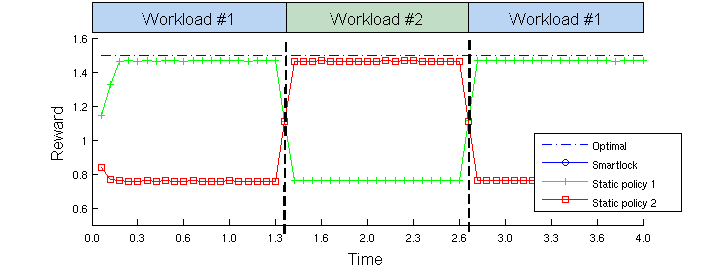 Workload #1 Workload #2 Workload #1
1.6
1.4
1.2
1
0.8
0.6
Reward
Optimal
Smartlock
Static policy 1
Static policy 2
0.0 0.3 0.6 1.0 1.3 1.6 2.0 2.3 2.6 3.0 3.3 3.6 4.0
Time